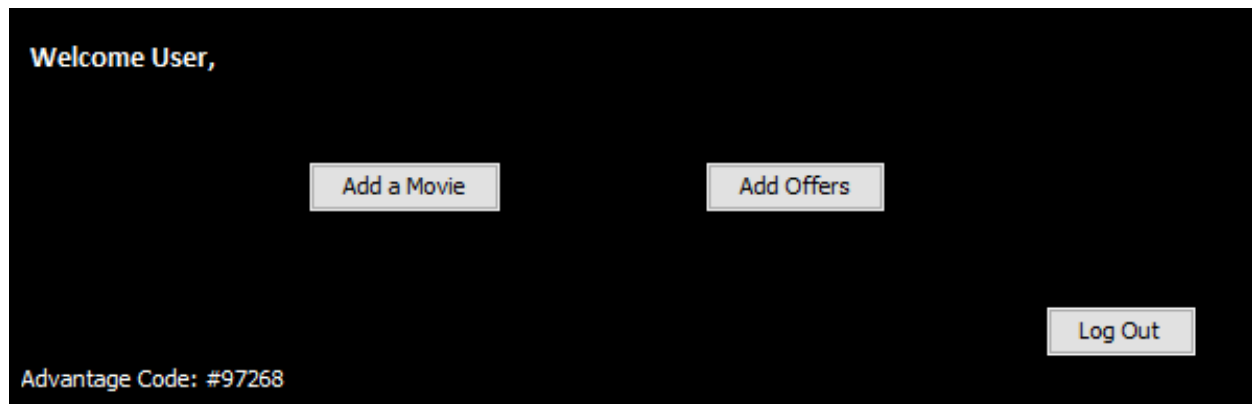 Welcome User,
Add a Movie
Add Offers
Log Out
Advantage Code: #97268